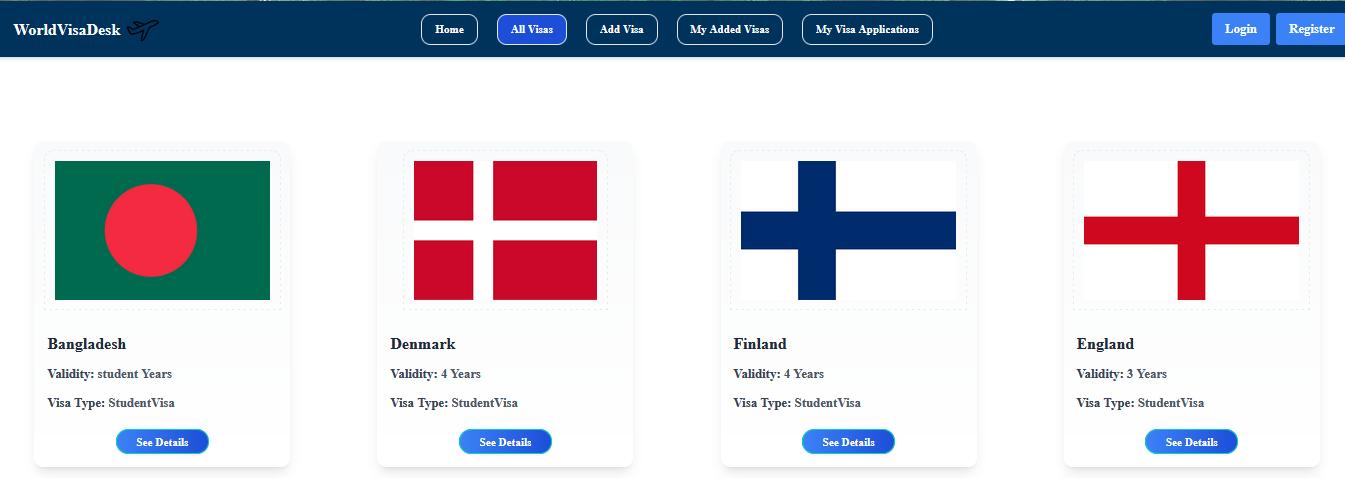 WorldVisaDesk
Home
All Visas
Add Visa
My Added Visas
My Visa Applications
Login
Register
Bangladesh
Validity: student Years
Visa Type: StudentVisa
See Details
Denmark
Validity: 4 Years
Visa Type: StudentVisa
See Details
Finland
Validity: 4 Years
Visa Type: StudentVisa
See Details
England
Validity: 3 Years
Visa Type: StudentVisa
See Details